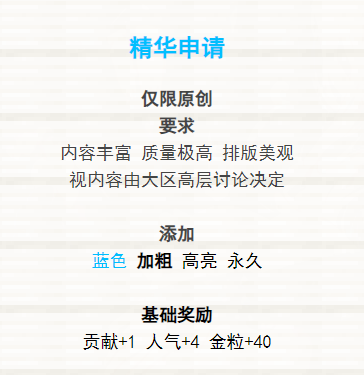 精华申请
仅限原创
要求
内容丰富 质量极高 排版美观
视内容由大区高层讨论决定
添加
蓝色 加粗 高亮 永久
基础奖励
贡献+1 人气+4 金粒+40